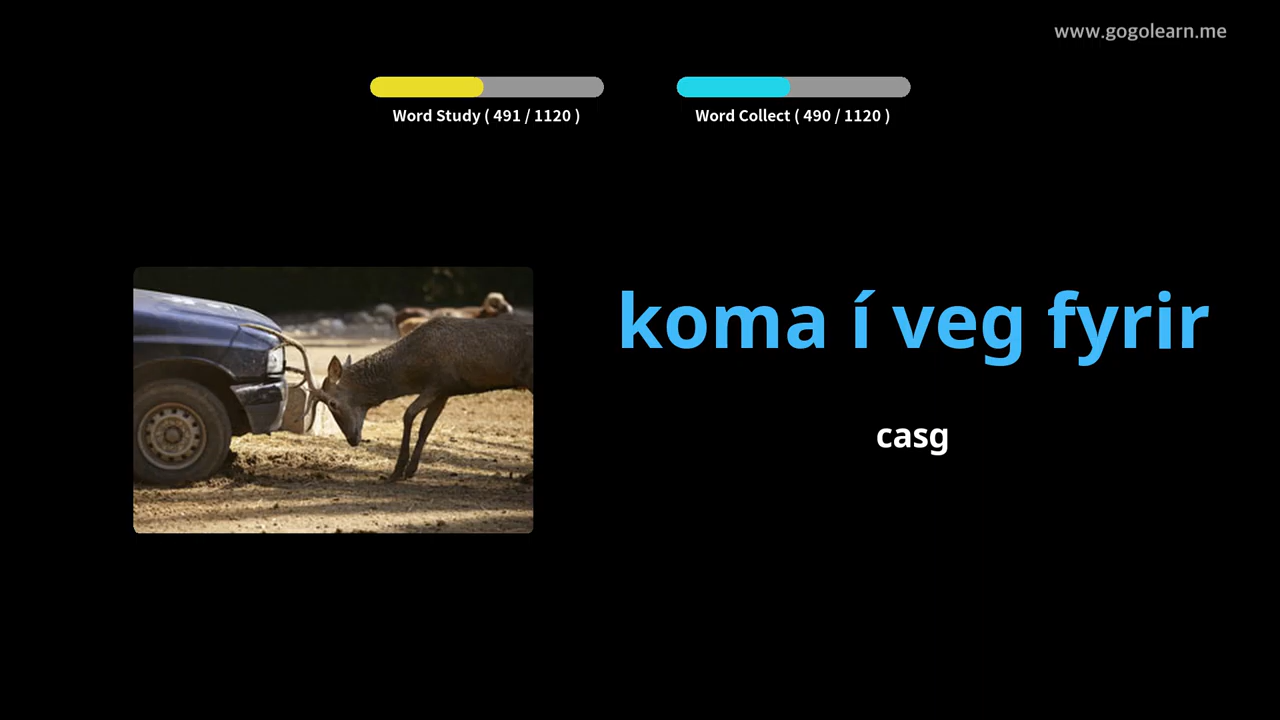 www.gogolearn.me
Word Study ( 491 / 1120 )
Word Collect ( 490 / 1120 )
koma í veg fyrir
casg